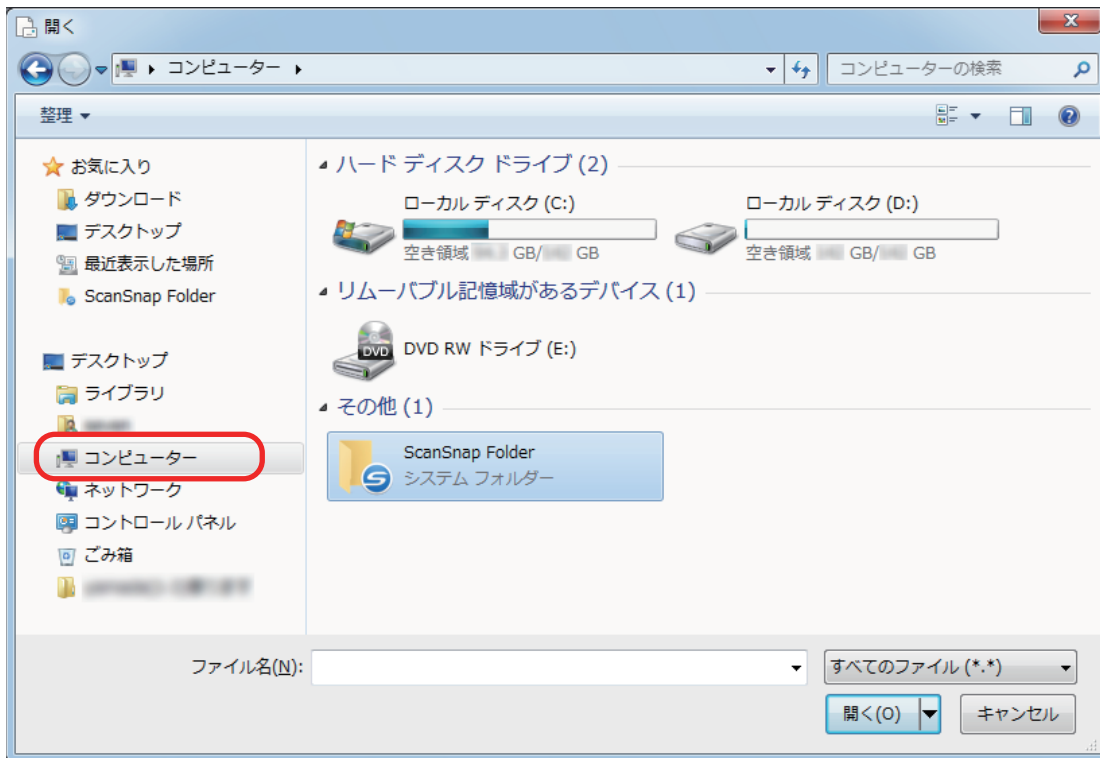 開く
コンピューター
コンピューターの検索
整理
お気に入り
ダウンロード
デスクトップ
最近表示した場所
ScanSnap Folder
デスクトップ
ライブラリ
コンピューター
ネットワーク
コントロール パネル
ごみ箱
ハード ディスク ドライブ (2)
ローカル ディスク (C:)
空き領域 GB/ GB
ローカル ディスク (D:)
空き領域 GB/ GB
リムーバブル記憶域があるデバイス (1)
DVD
DVD RW ドライブ (E:)
その他 (1)
ScanSnap Folder
システム フォルダー
ファイル名(N):
すべてのファイル (*.*)
開く(O)
キャンセル